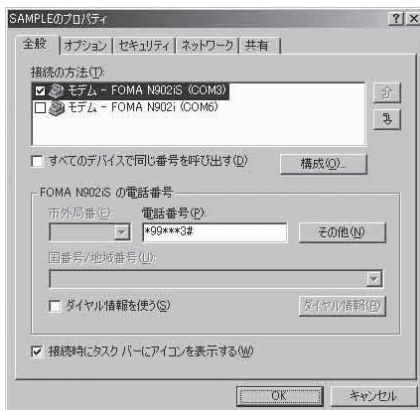 SAMPLEのプロパティ
全般 オプション セキュリティ ネットワーク 共有
接続の方法(T):
モデム - FOMA N902iS (COM3)
モデム - FOMA N902i (COM6)
すべてのデバイスで同じ番号を呼び出す(D)
構成(O)...
FOMA N902iS の電話番号
市外局番(E): 電話番号(P):
*99***3# その他(N)
国番号/地域番号(U):
ダイヤル情報を使う(S) ダイヤル情報(R)
接続時にタスク バーにアイコンを表示する(W)
OK キャンセル